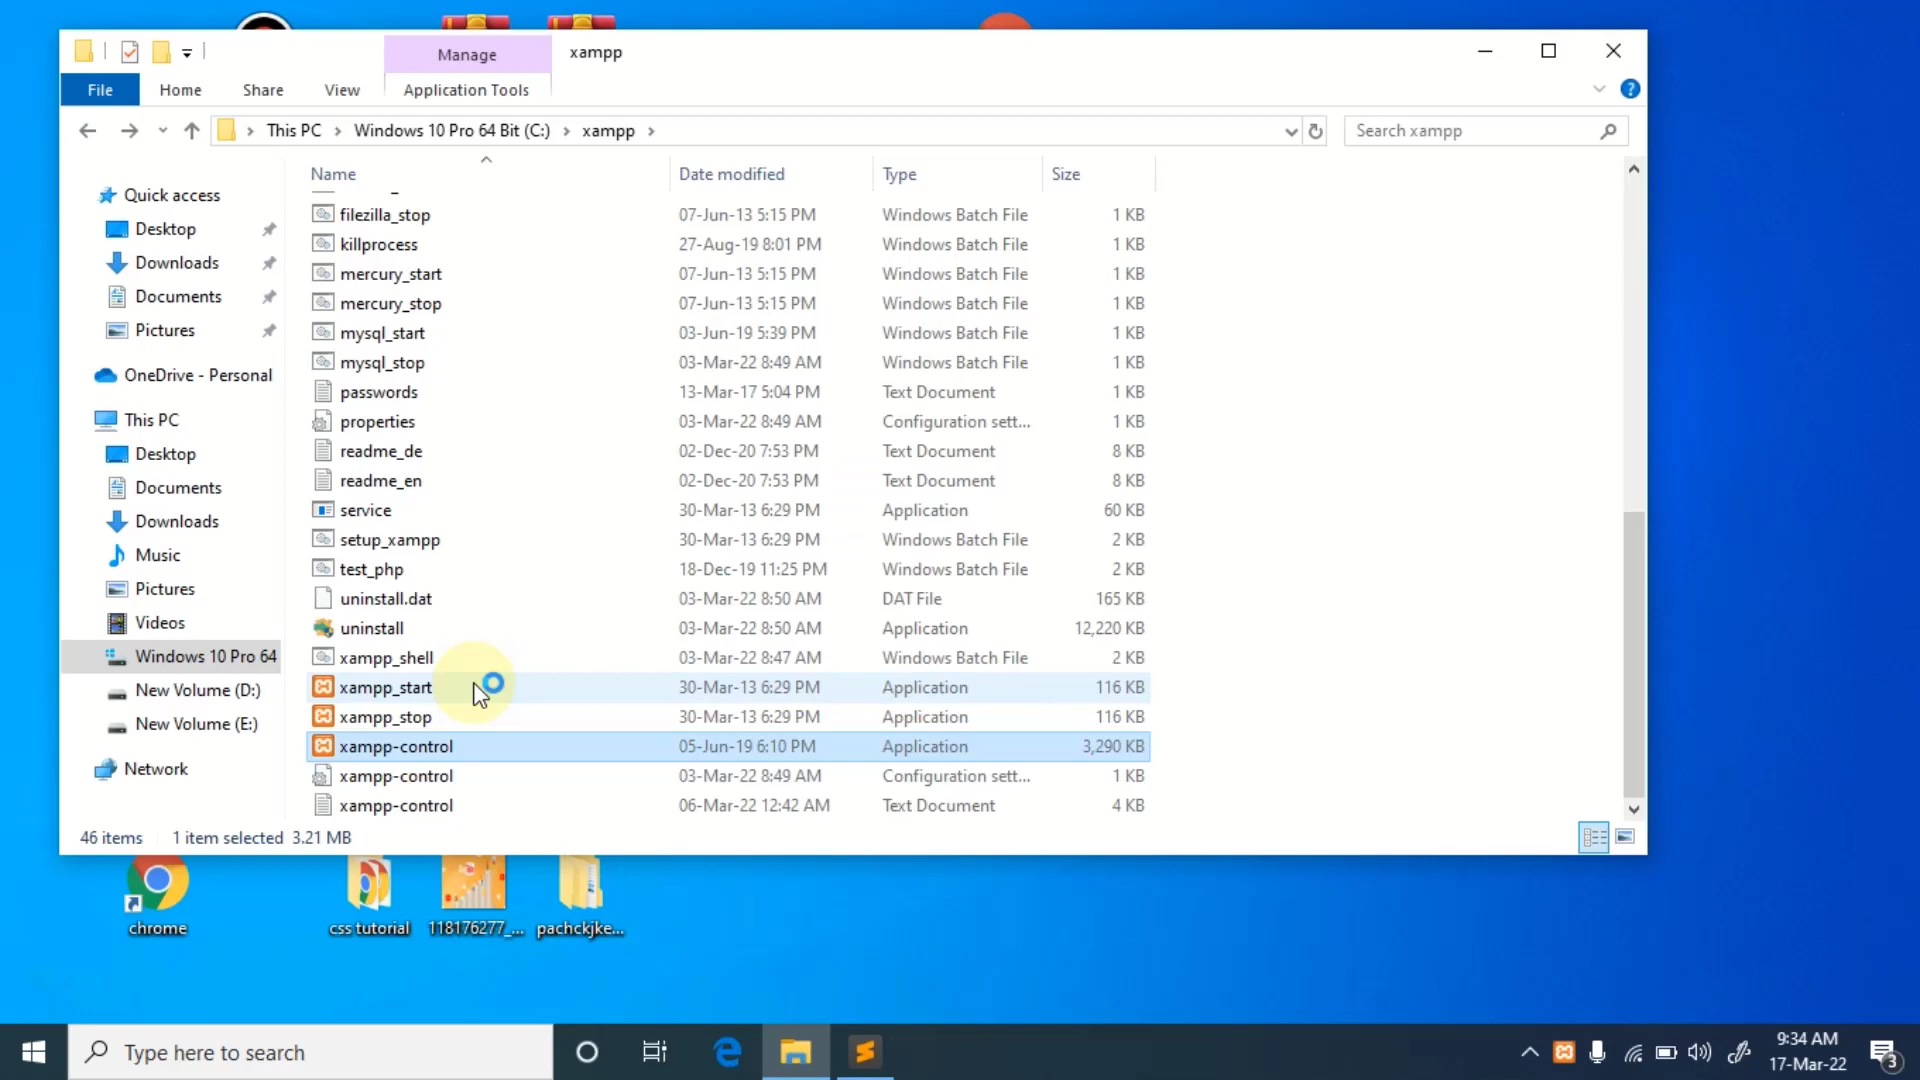 Manage
xampp
File
Home
Share
View
Application Tools
This PC
Windows 10 Pro 64 Bit (C:)
xampp
Search xampp
Name
Date modified
Type
Size
filezilla_stop 07-Jun-13 5:15 PM Windows Batch File 1 KB
killprocess 27-Aug-19 8:01 PM Windows Batch File 1 KB
mercury_start 07-Jun-13 5:15 PM Windows Batch File 1 KB
mercury_stop 07-Jun-13 5:15 PM Windows Batch File 1 KB
mysql_start 03-Jun-19 5:39 PM Windows Batch File 1 KB
mysql_stop 03-Mar-22 8:49 AM Windows Batch File 1 KB
passwords 13-Mar-17 5:04 PM Text Document 1 KB
properties 03-Mar-22 8:49 AM Configuration sett... 1 KB
readme_de 02-Dec-20 7:53 PM Text Document 8 KB
readme_en 02-Dec-20 7:53 PM Text Document 8 KB
service 30-Mar-13 6:29 PM Application 60 KB
setup_xampp 30-Mar-13 6:29 PM Windows Batch File 2 KB
test_php 18-Dec-19 11:25 PM Windows Batch File 2 KB
uninstall.dat 03-Mar-22 8:50 AM DAT File 165 KB
uninstall 03-Mar-22 8:50 AM Application 12,220 KB
xampp_shell 03-Mar-22 8:47 AM Windows Batch File 2 KB
xampp_start 30-Mar-13 6:29 PM Application 116 KB
xampp_stop 30-Mar-13 6:29 PM Application 116 KB
xampp-control 05-Jun-19 6:10 PM Application 3,290 KB
xampp-control 03-Mar-22 8:49 AM Configuration sett... 1 KB
xampp-control 06-Mar-22 12:42 AM Text Document 4 KB
Quick access
Desktop
Downloads
Documents
Pictures
OneDrive - Personal
This PC
Desktop
Documents
Downloads
Music
Pictures
Videos
Windows 10 Pro 64
New Volume (D:)
New Volume (E:)
Network
46 items
1 item selected 3.21 MB
chrome
css tutorial
118176277_...
pachckjke...
Type here to search
9:34 AM
17-Mar-22
3